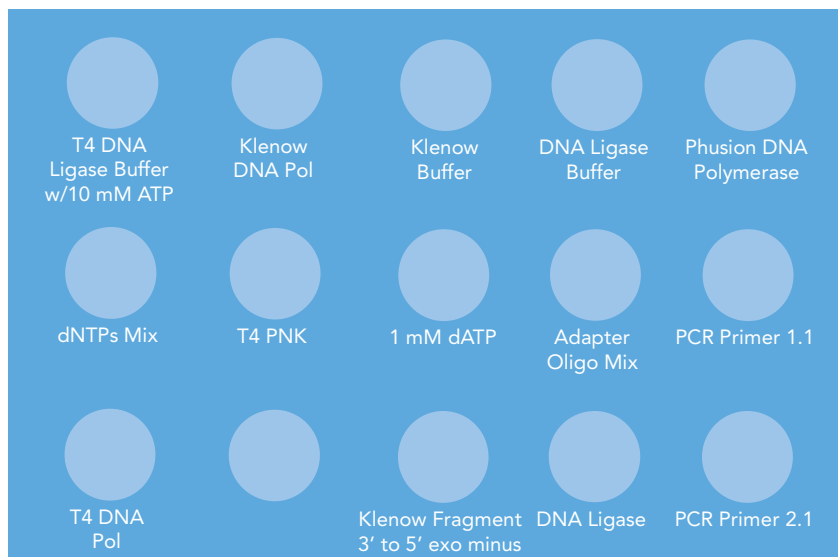 T4 DNA
Ligase Buffer
w/10 mM ATP
Klenow
DNA Pol
Klenow
Buffer
DNA Ligase
Buffer
Phusion DNA
Polymerase
dNTPs Mix
T4 PNK
1 mM dATP
Adapter
Oligo Mix
PCR Primer 1.1
T4 DNA
Pol
Klenow Fragment
3’ to 5’ exo minus
DNA Ligase
PCR Primer 2.1